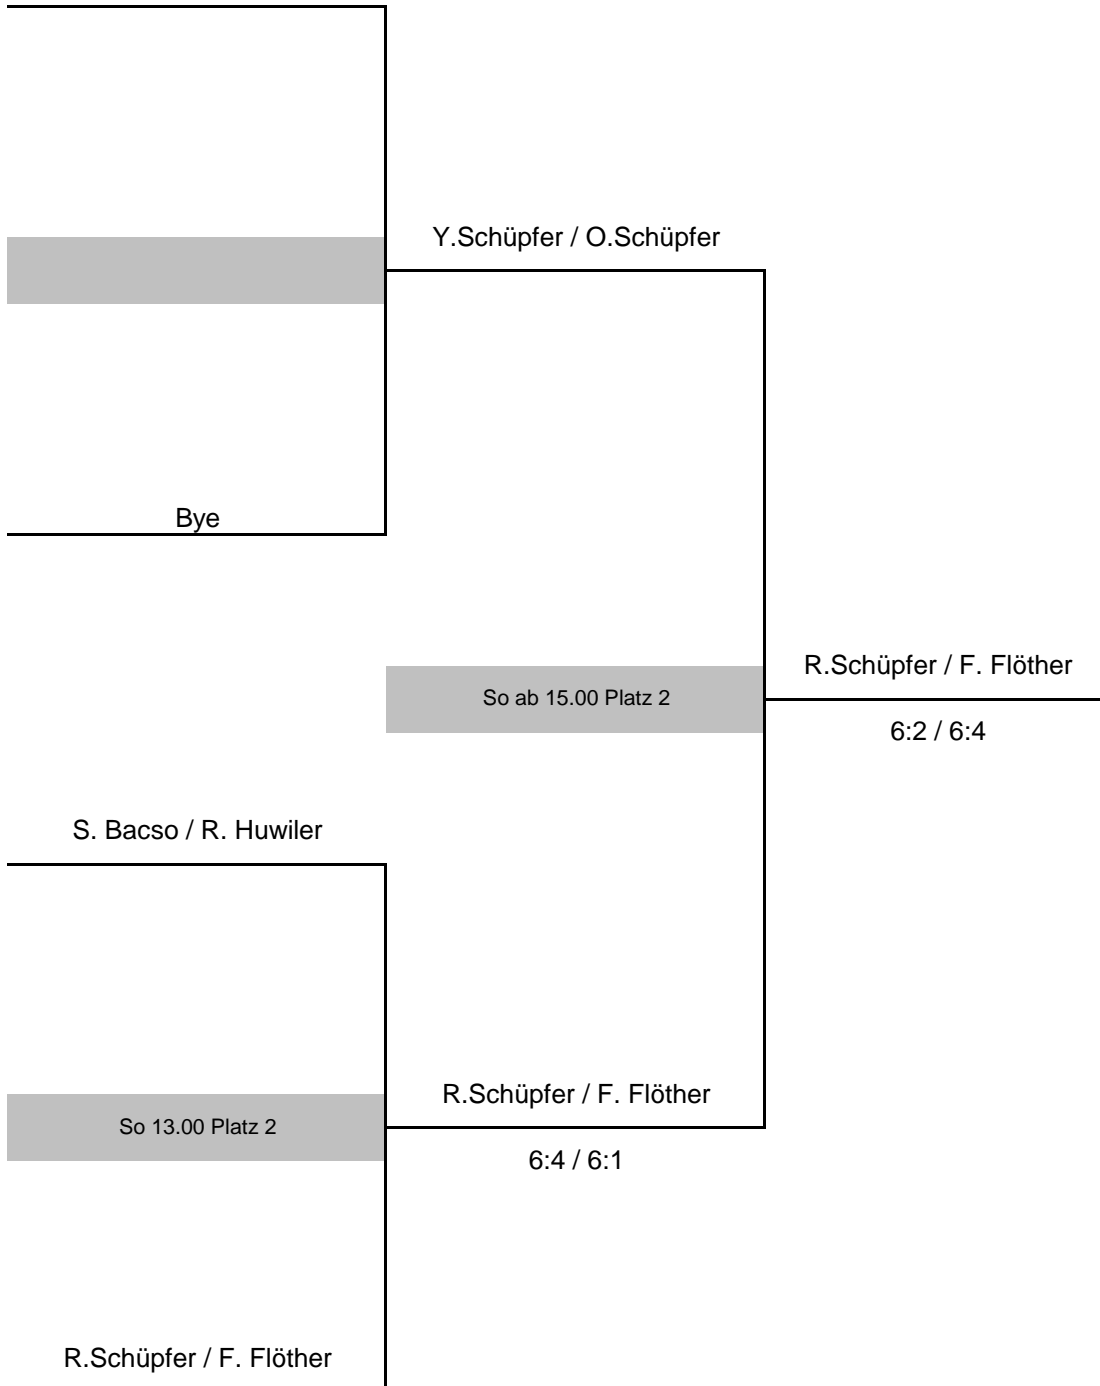 Y.Schüpfer / O.Schüpfer
Bye
R.Schüpfer / F. Flöther
So ab 15.00 Platz 2
6:2 / 6:4
S. Bacso / R. Huwiler
R.Schüpfer / F. Flöther
So 13.00 Platz 2
6:4 / 6:1
R.Schüpfer / F. Flöther